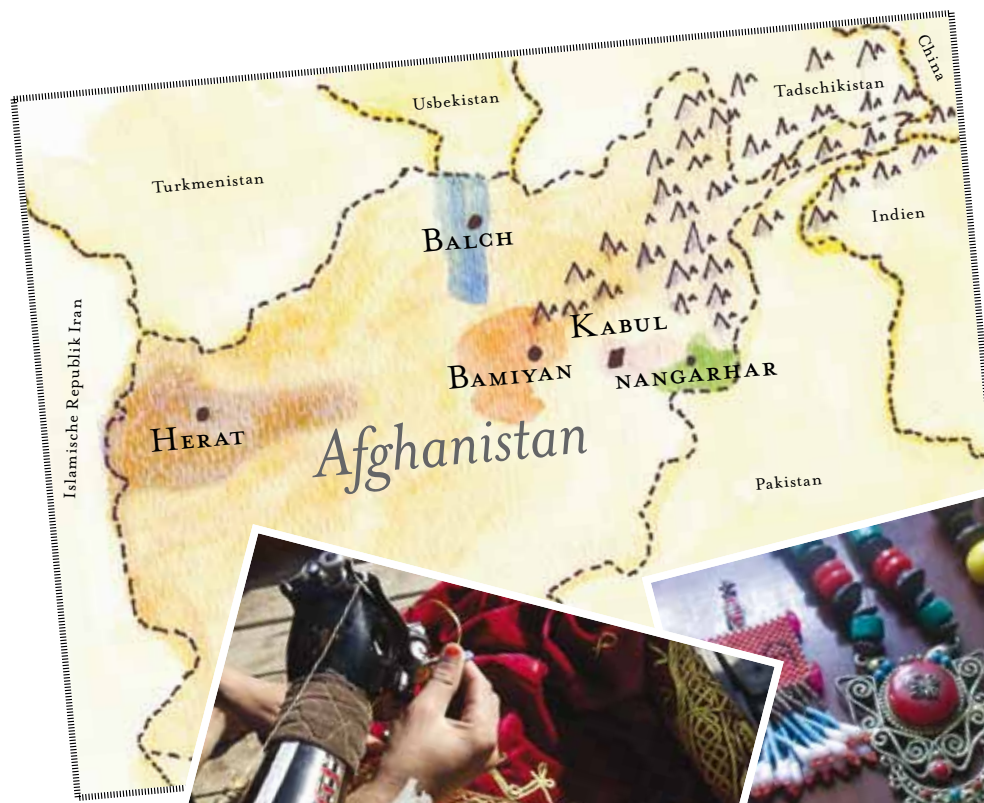 China
Tadschikistan
Usbekistan
Turkmenistan
Indien
Balch
Kabul
Bamiyan
Nangarhar
Islamische Republik Iran
Herat
Afghanistan
Pakistan